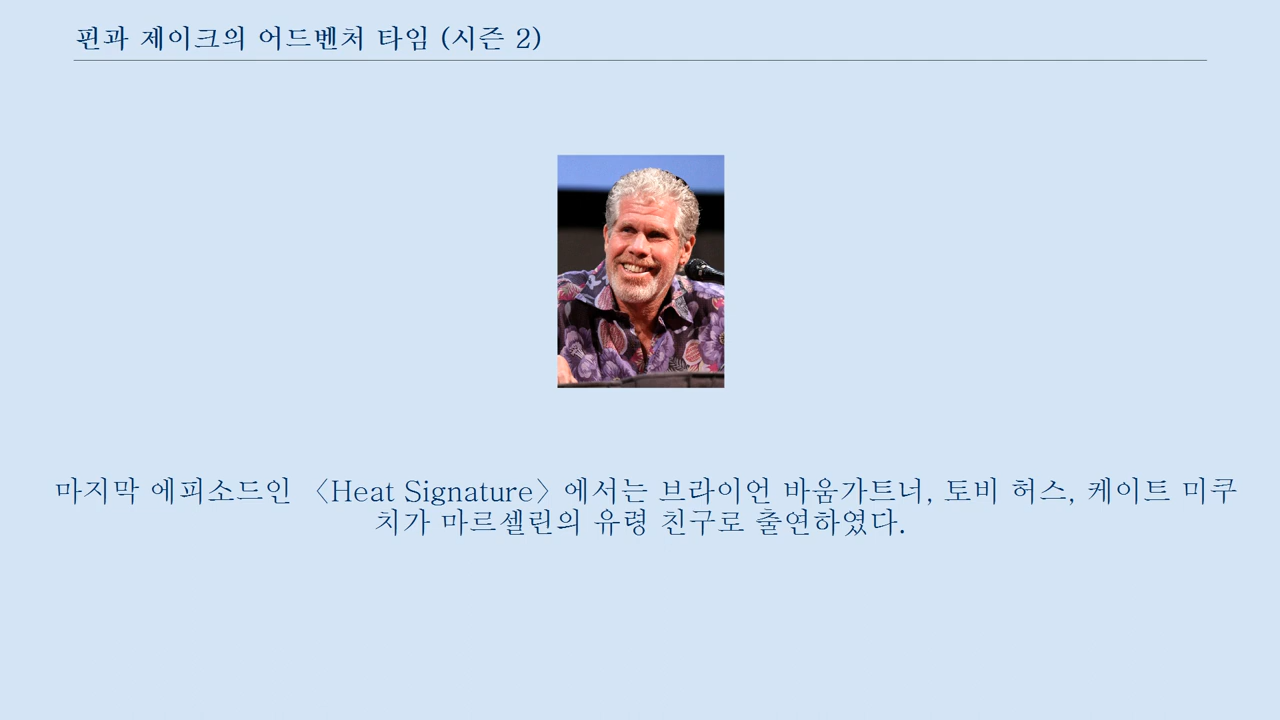 핀과 제이크의 어드벤처 타임 (시즌 2)
마지막 에피소드인 〈Heat Signature〉에서는 브라이언 바움가트너, 토비 허스, 케이트 미쿠
치가 마르셀린의 유령 친구로 출연하였다.